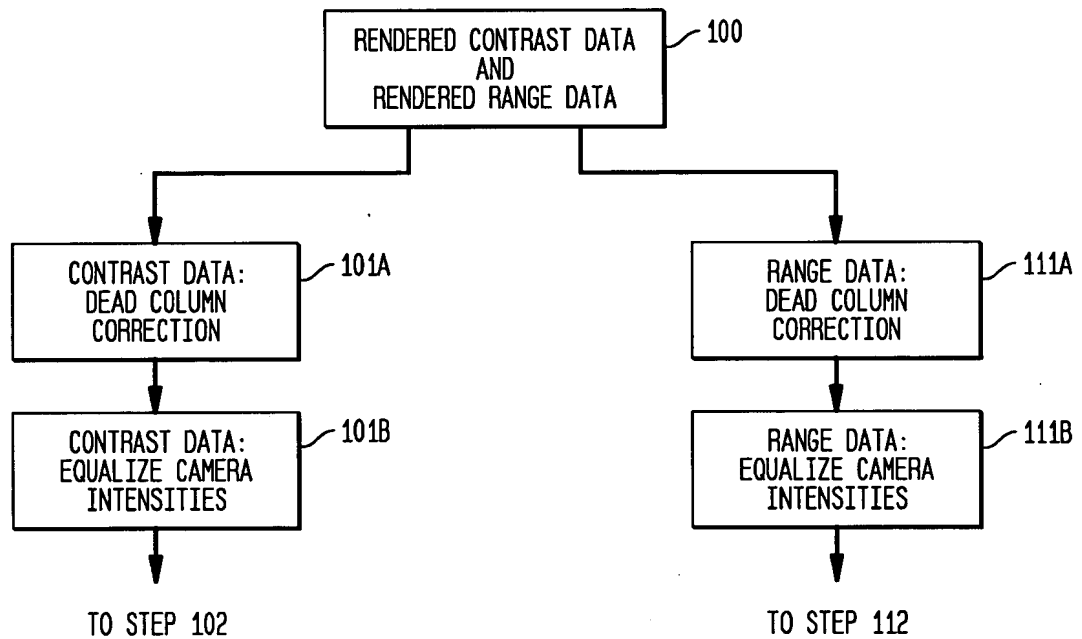 RENDERED CONTRAST DATA
AND
RENDERED RANGE DATA
100
CONTRAST DATA:
DEAD COLUMN
CORRECTION
101A
RANGE DATA:
DEAD COLUMN
CORRECTION
111A
CONTRAST DATA:
EQUALIZE CAMERA
INTENSITIES
101B
RANGE DATA:
EQUALIZE CAMERA
INTENSITIES
111B
TO STEP 102
TO STEP 112